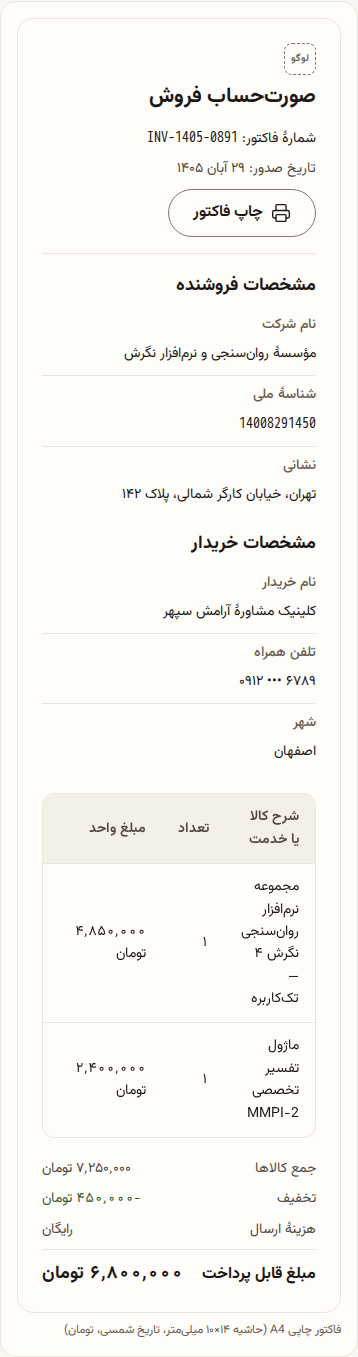 لوگو
صورت‌حساب فروش
شمارهٔ فاکتور: INV-1405-0891
تاریخ صدور: ۲۹ آبان ۱۴۰۵
چاپ فاکتور
مشخصات فروشنده
نام شرکت
مؤسسهٔ روان‌سنجی و نرم‌افزار نگرش
شناسهٔ ملی
14008291450
نشانی
تهران، خیابان کارگر شمالی، پلاک ۱۴۲
مشخصات خریدار
نام خریدار
کلینیک مشاورهٔ آرامش سپهر
تلفن همراه
۰۹۱۲ ••• ۶۷۸۹
شهر
اصفهان
شرح کالا یا خدمت	تعداد	مبلغ واحد
مجموعه
نرم‌افزار
روان‌سنجی
نگرش ۴
—
تک‌کاربره
۱
۴,۸۵۰,۰۰۰
تومان
ماژول
تفسیر
تخصصی
MMPI-2
۱
۲,۴۰۰,۰۰۰
تومان
جمع کالاها	۷,۲۵۰,۰۰۰ تومان
تخفیف	−۴۵۰,۰۰۰ تومان
هزینهٔ ارسال	رایگان
مبلغ قابل پرداخت	۶,۸۰۰,۰۰۰ تومان
فاکتور چاپی A4 (حاشیه ۱۴×۱۰ میلی‌متر، تاریخ شمسی، تومان)